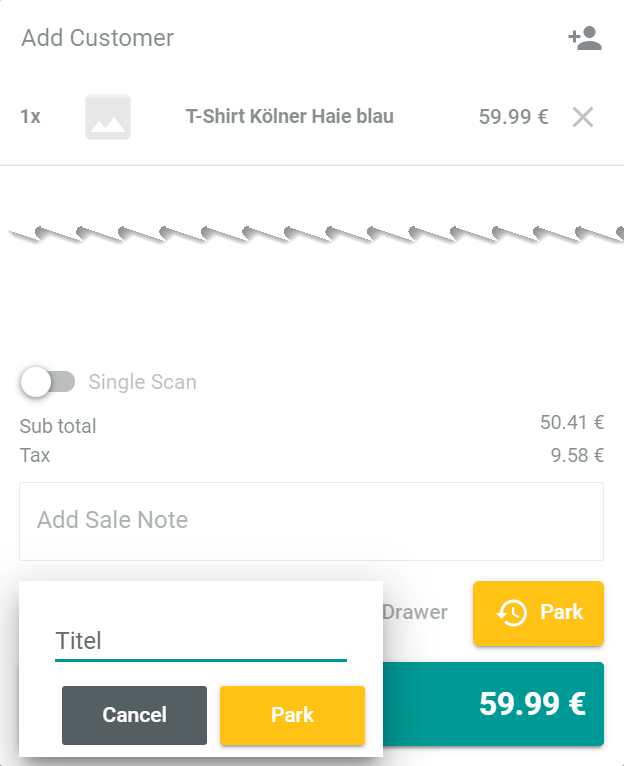 Add Customer
1x T-Shirt Kölner Haie blau 59.99 €
Single Scan
Sub total 50.41 €
Tax 9.58 €
Add Sale Note
Drawer Park
Titel
Cancel Park
59.99 €